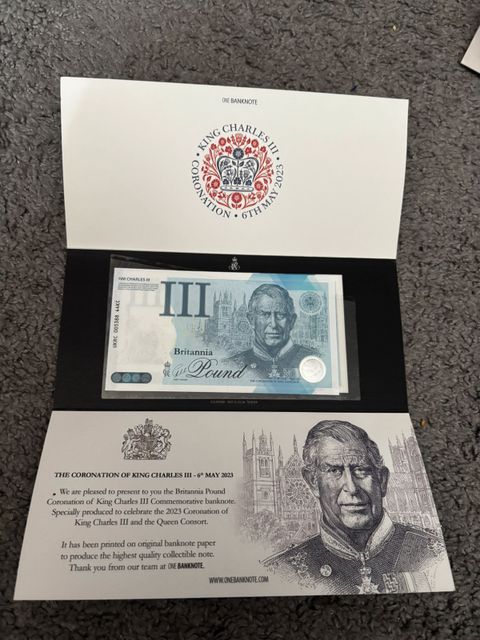 ONE BANKNOTE
• KING CHARLES III •
CORONATION • 6TH MAY 2023
KING CHARLES III
III
UKRC 005588 64KC
Britannia
Pound
THE CORONATION OF KING CHARLES III - 6th MAY 2023
We are pleased to present to you the Britannia Pound
Coronation of King Charles III Commemorative banknote.
Specially produced to celebrate the 2023 Coronation of
King Charles III and the Queen Consort.
It has been printed on original banknote paper
to produce the highest quality collectible note.
Thank you from our team at ONE BANKNOTE.
WWW.ONEBANKNOTE.COM